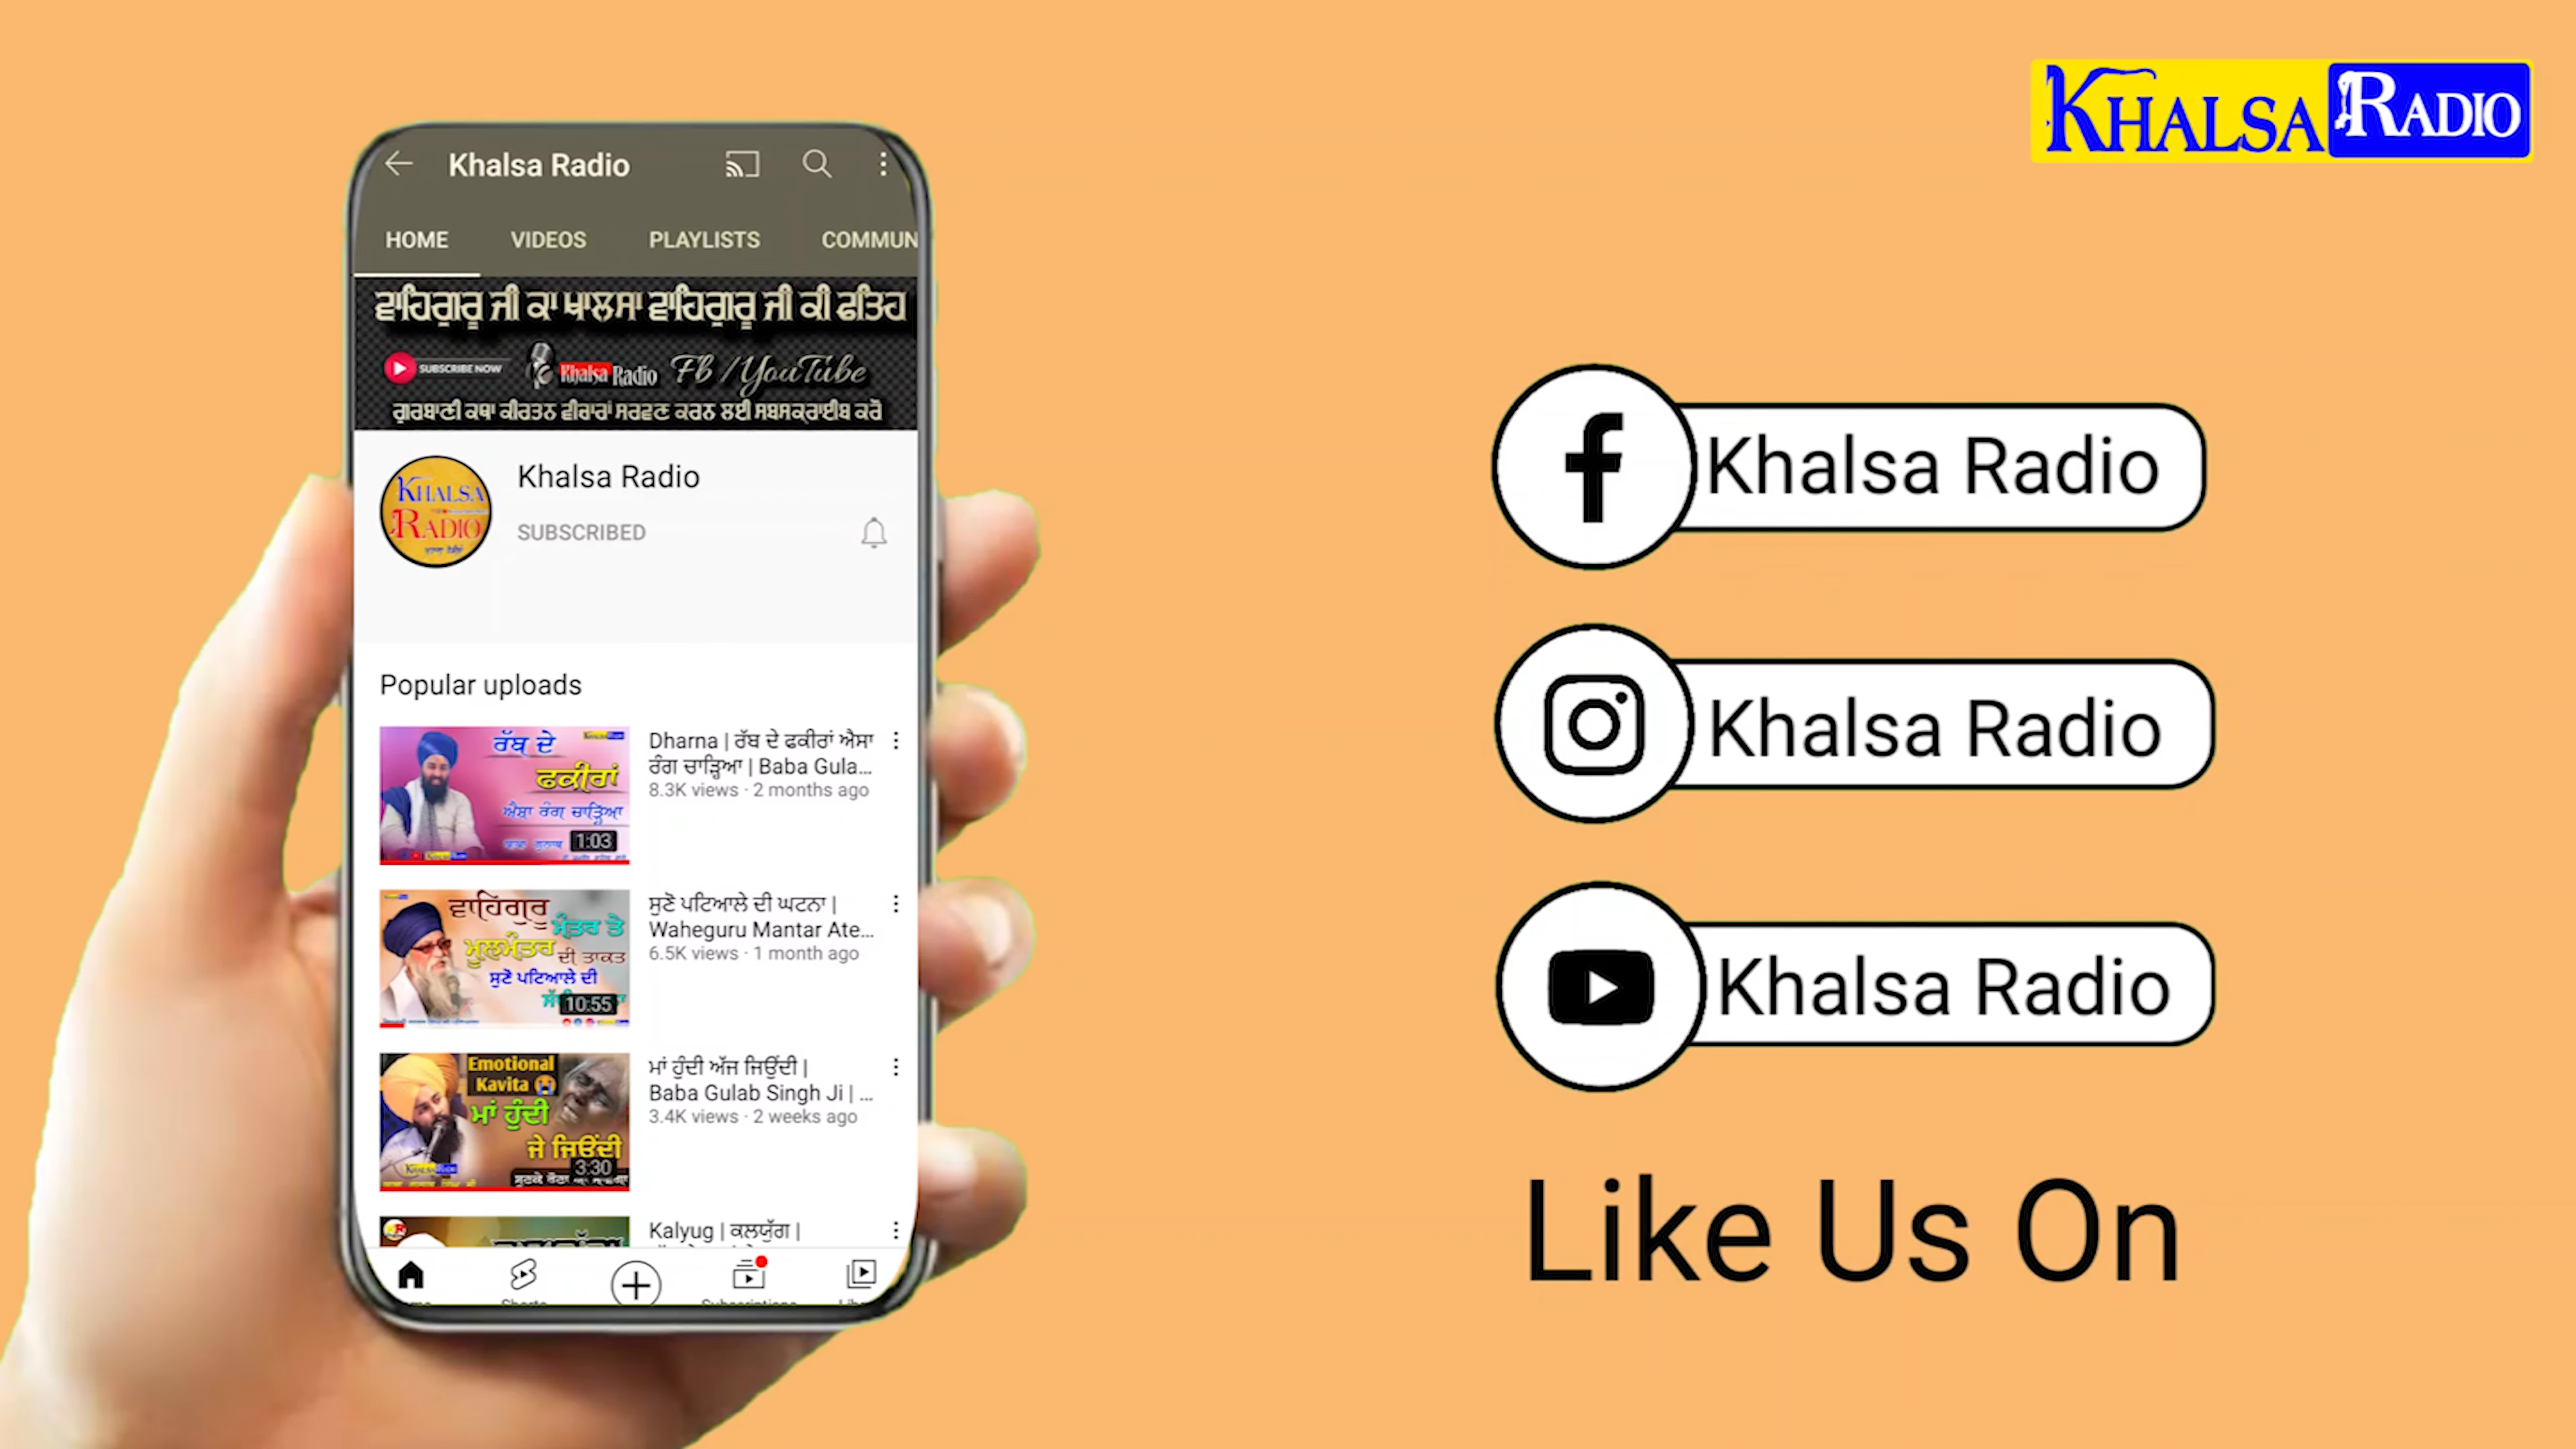 KHALSA RADIO
Khalsa Radio
HOME VIDEOS PLAYLISTS COMMUN
ਵਾਹਿਗੁਰੂ ਜੀ ਕਾ ਖਾਲਸਾ ਵਾਹਿਗੁਰੂ ਜੀ ਕੀ ਫਤਿਹ
SUBSCRIBE NOW Khalsa Radio Fb / YouTube
ਗੁਰਬਾਣੀ ਕਥਾ ਕੀਰਤਨ ਵੀਚਾਰਾਂ ਸਰਵਣ ਕਰਨ ਲਈ ਸਬਸਕ੍ਰਾਈਬ ਕਰੋ
KHALSA
RADIO
Khalsa Radio
SUBSCRIBED
Popular uploads
ਰੱਬ ਦੇ
ਫਕੀਰਾਂ
ਐਸਾ ਰੰਗ ਚਾੜ੍ਹਿਆ
1:03
Dharna | ਰੱਬ ਦੇ ਫਕੀਰਾਂ ਐਸਾ
ਰੰਗ ਚਾੜ੍ਹਿਆ | Baba Gula...
8.3K views · 2 months ago
ਵਾਹਿਗੁਰੂ
ਮੰਤਰ ਤੇ
ਮੂਲਮੰਤਰ ਦੀ ਤਾਕਤ
ਸੁਣੋ ਪਟਿਆਲੇ ਦੀ
10:55
ਸੁਣੋ ਪਟਿਆਲੇ ਦੀ ਘਟਨਾ |
Waheguru Mantar Ate...
6.5K views · 1 month ago
Emotional
Kavita
ਮਾਂ ਹੁੰਦੀ
ਜੇ ਜਿਉਂਦੀ
3:30
ਮਾਂ ਹੁੰਦੀ ਅੱਜ ਜਿਉਂਦੀ |
Baba Gulab Singh Ji | ...
3.4K views · 2 weeks ago
Kalyug | ਕਲਯੁੱਗ |
Khalsa Radio
Khalsa Radio
Khalsa Radio
Like Us On